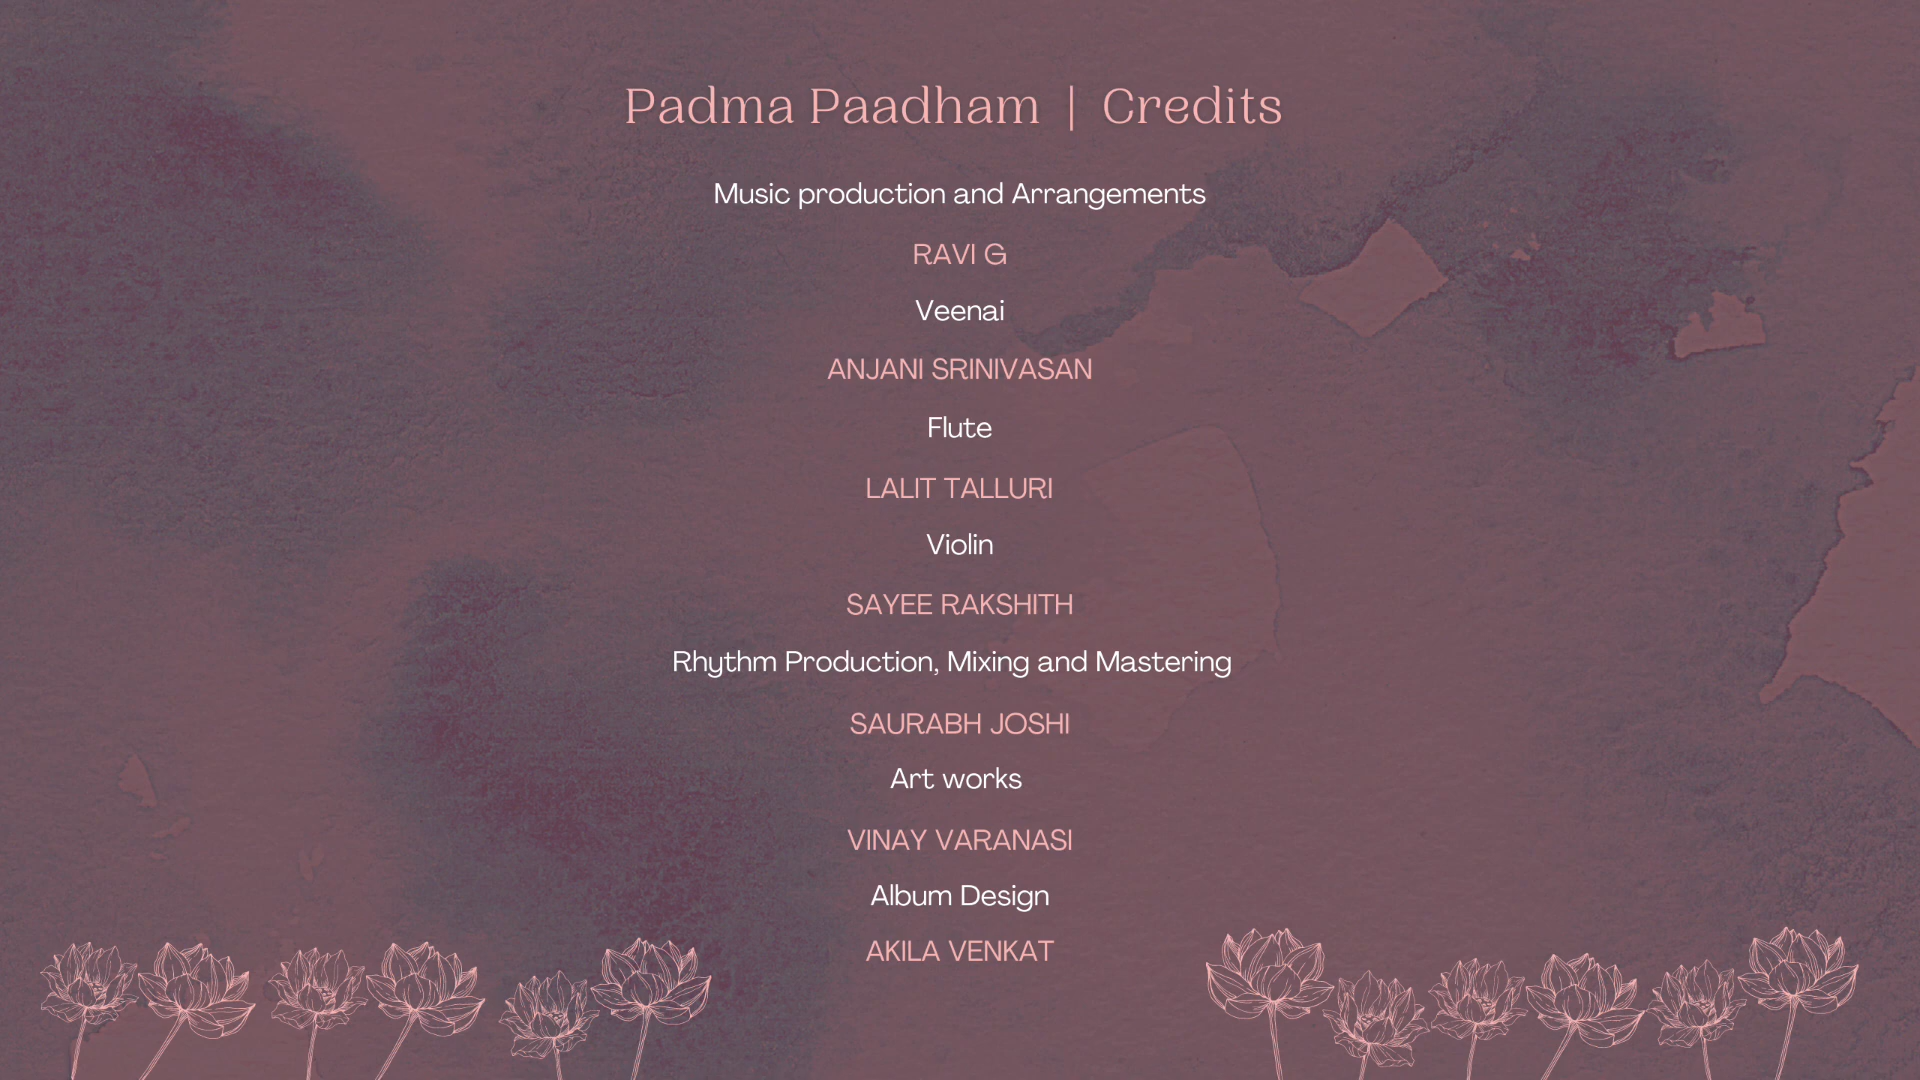 Padma Paadham | Credits
Music production and Arrangements
RAVI G
Veenai
ANJANI SRINIVASAN
Flute
LALIT TALLURI
Violin
SAYEE RAKSHITH
Rhythm Production, Mixing and Mastering
SAURABH JOSHI
Art works
VINAY VARANASI
Album Design
AKILA VENKAT